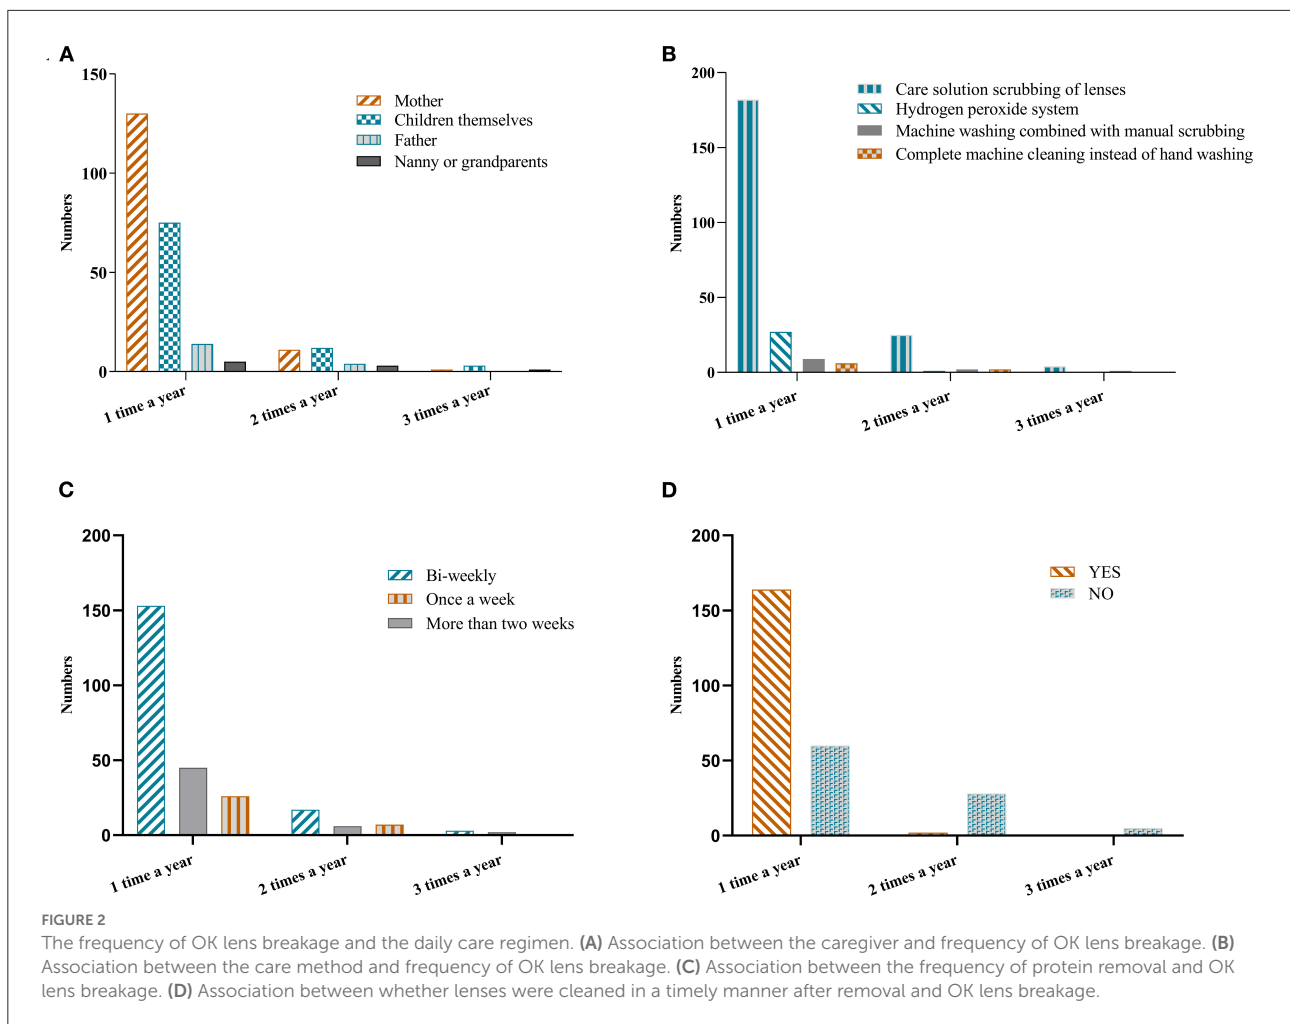 A
150
100
50
0
Numbers
Mother
Children themselves
Father
Nanny or grandparents
1 time a year
2 times a year
3 times a year
B
200
150
100
50
0
Numbers
Care solution scrubbing of lenses
Hydrogen peroxide system
Machine washing combined with manual scrubbing
Complete machine cleaning instead of hand washing
1 time a year
2 times a year
3 times a year
C
200
150
100
50
0
Numbers
Bi-weekly
Once a week
More than two weeks
1 time a year
2 times a year
3 times a year
D
200
150
100
50
0
Numbers
YES
NO
1 time a year
2 times a year
3 times a year
FIGURE 2
The frequency of OK lens breakage and the daily care regimen. (A) Association between the caregiver and frequency of OK lens breakage. (B)
Association between the care method and frequency of OK lens breakage. (C) Association between the frequency of protein removal and OK
lens breakage. (D) Association between whether lenses were cleaned in a timely manner after removal and OK lens breakage.